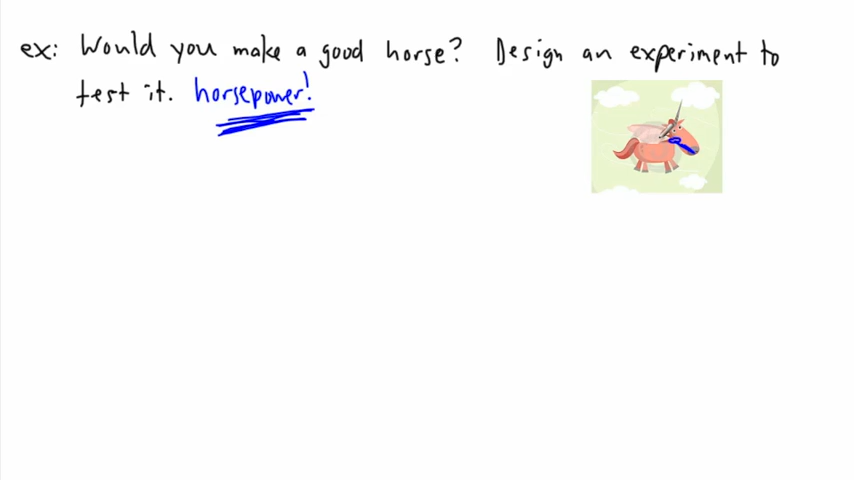 ex: Would you make a good horse? Design an experiment to
test it. horsepower!